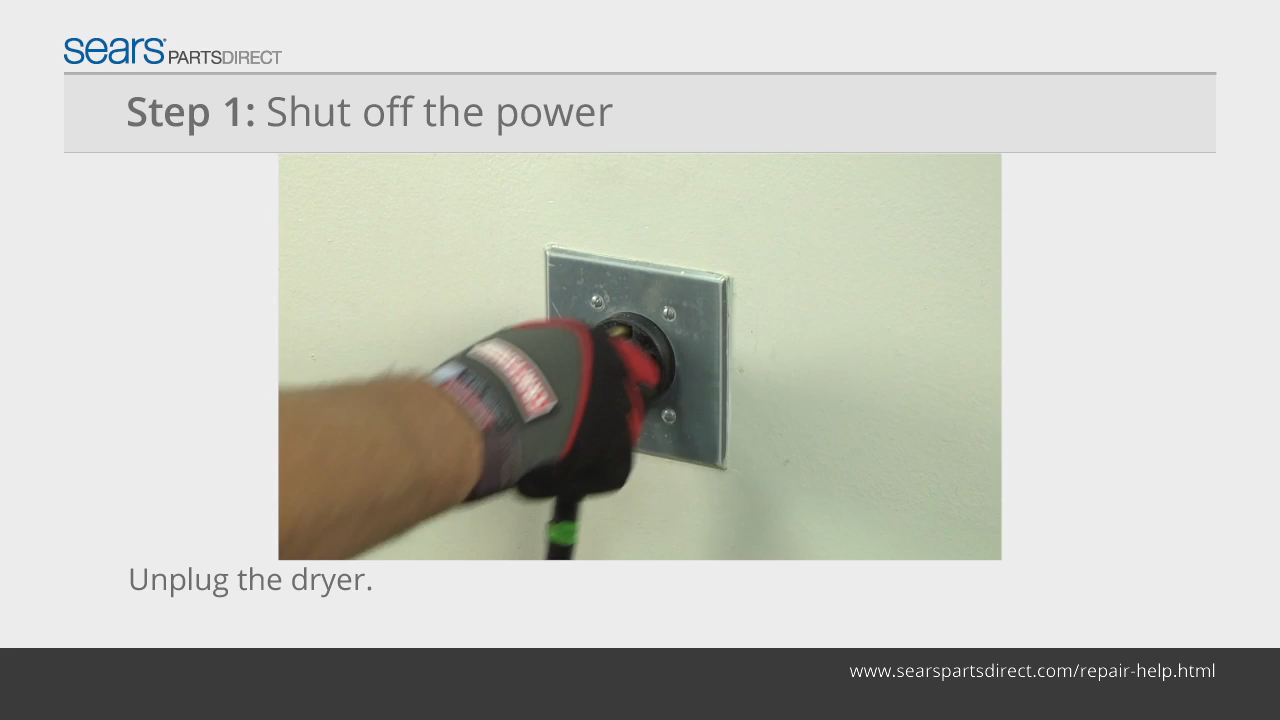 sears PARTSDIRECT
Step 1: Shut off the power
Unplug the dryer.
www.searspartsdirect.com/repair-help.html